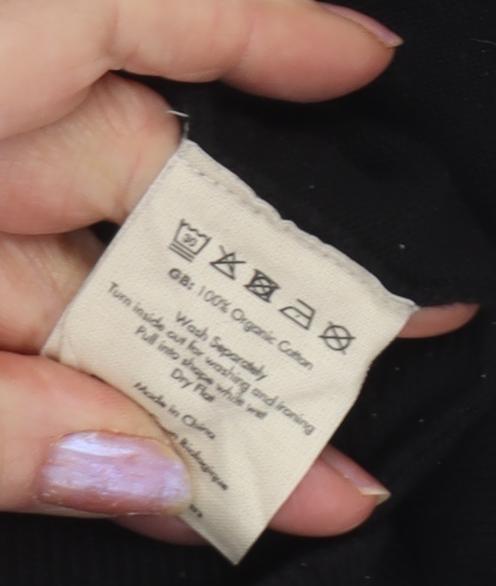 30
GB: 100% Organic Cotton
Wash Separately
Turn inside out for washing and ironing
Pull into shape while wet
Dry Flat
Made in China
Biologique